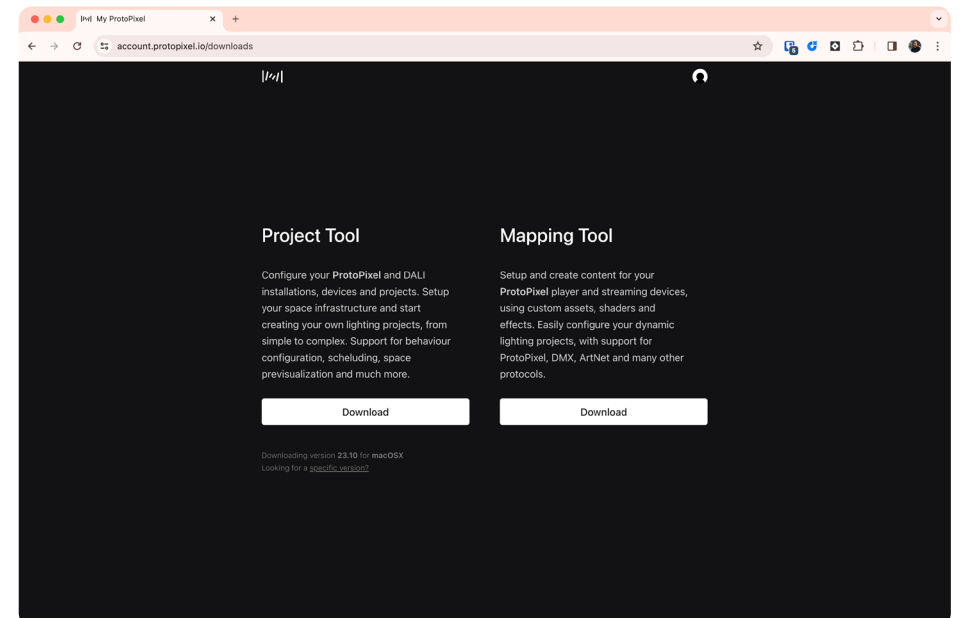 My ProtoPixel
account.protopixel.io/downloads
Project Tool
Configure your ProtoPixel and DALI
installations, devices and projects. Setup
your space infrastructure and start
creating your own lighting projects, from
simple to complex. Support for behaviour
configuration, scheluding, space
previsualization and much more.
Download
Downloading version 23.10 for macOSX
Looking for a specific version?
Mapping Tool
Setup and create content for your
ProtoPixel player and streaming devices,
using custom assets, shaders and
effects. Easily configure your dynamic
lighting projects, with support for
ProtoPixel, DMX, ArtNet and many other
protocols.
Download